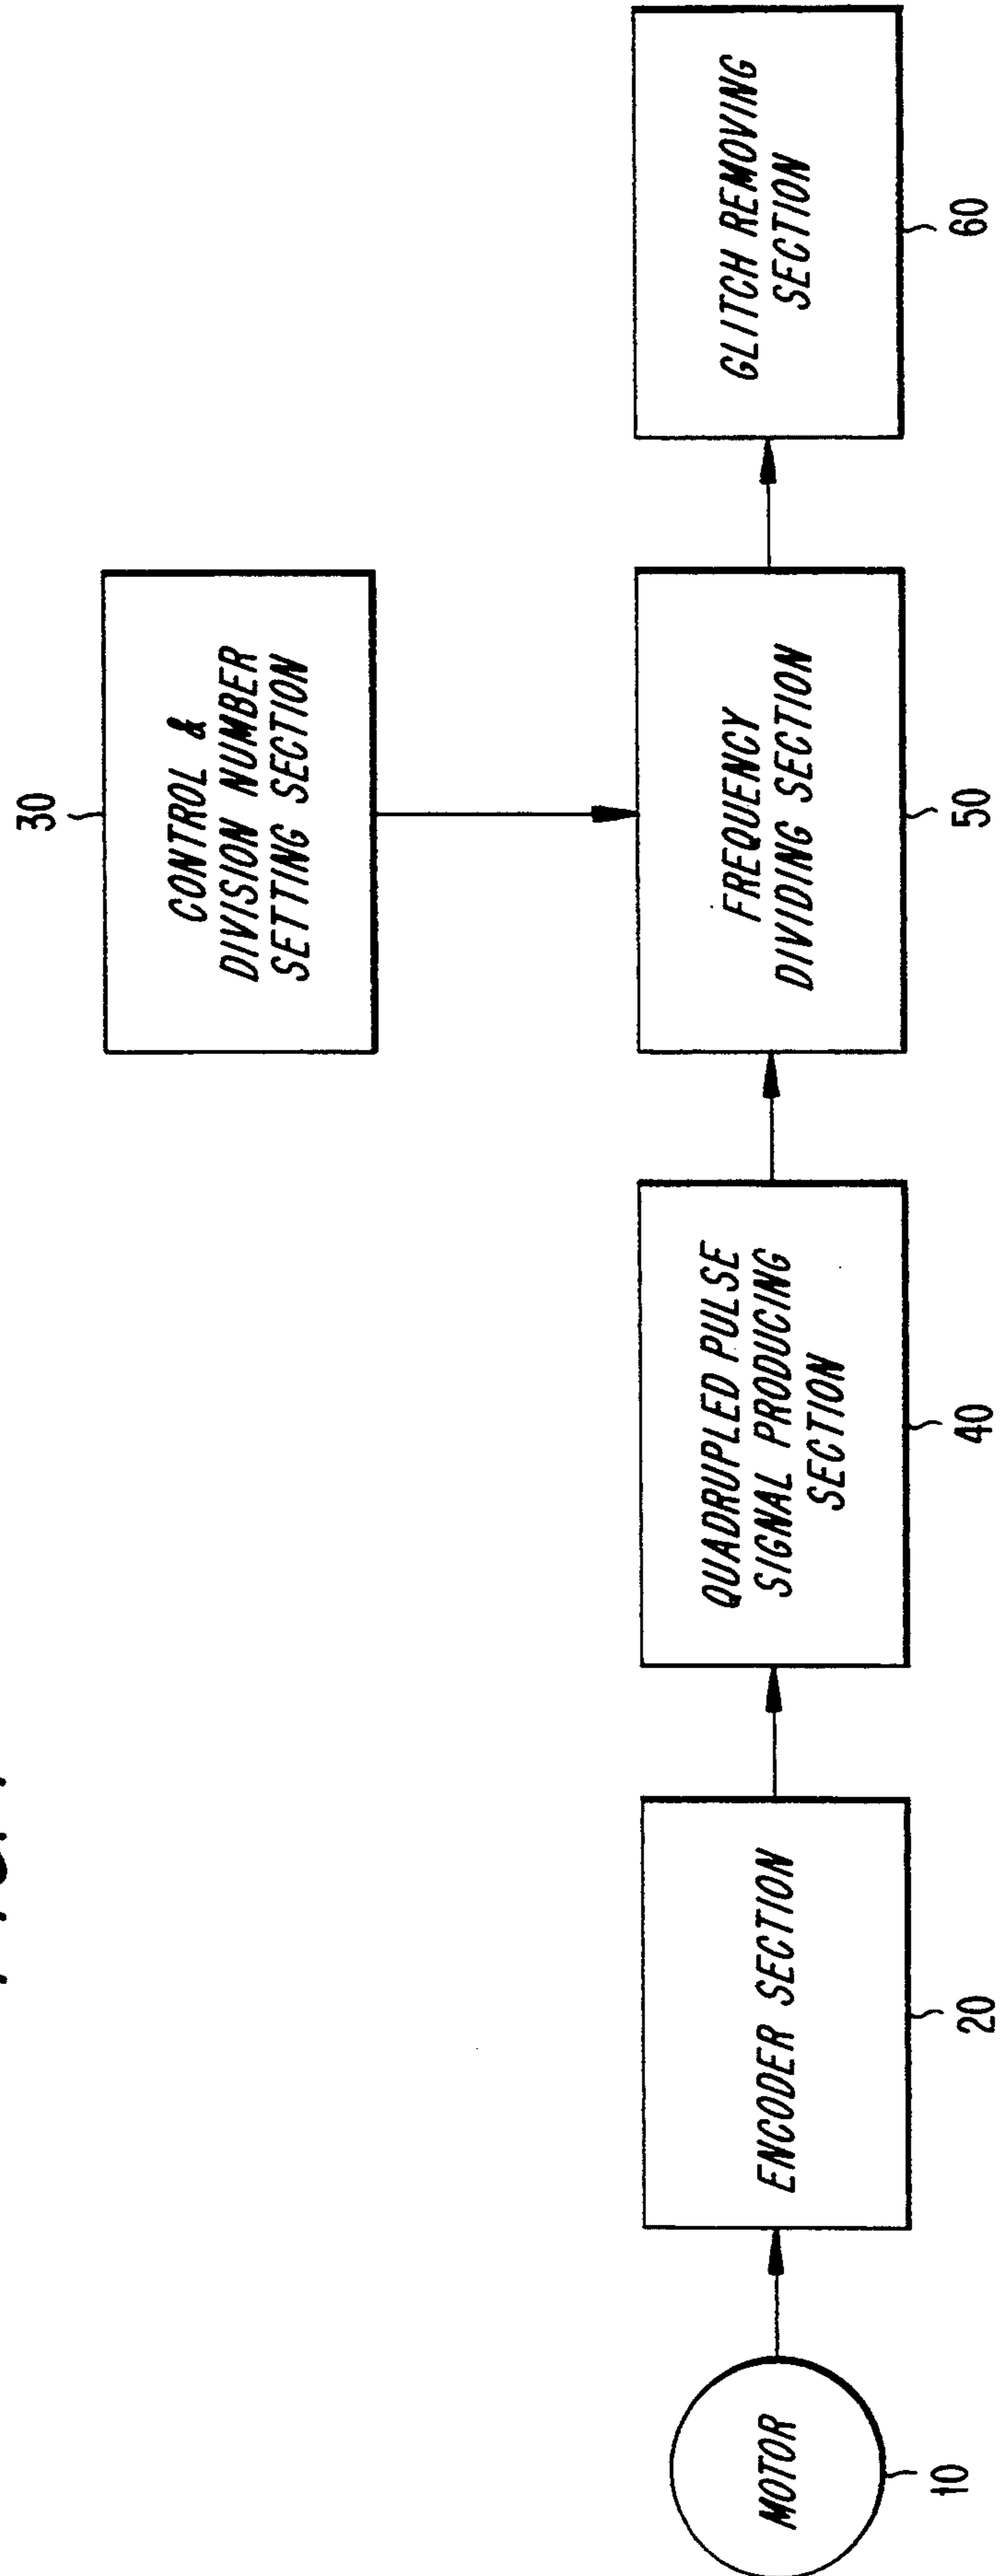 30
CONTROL &
DIVISION NUMBER
SETTING SECTION
MOTOR
10
ENCODER SECTION
20
QUADRUPLED PULSE
SIGNAL PRODUCING
SECTION
40
FREQUENCY
DIVIDING SECTION
50
GLITCH REMOVING
SECTION
60